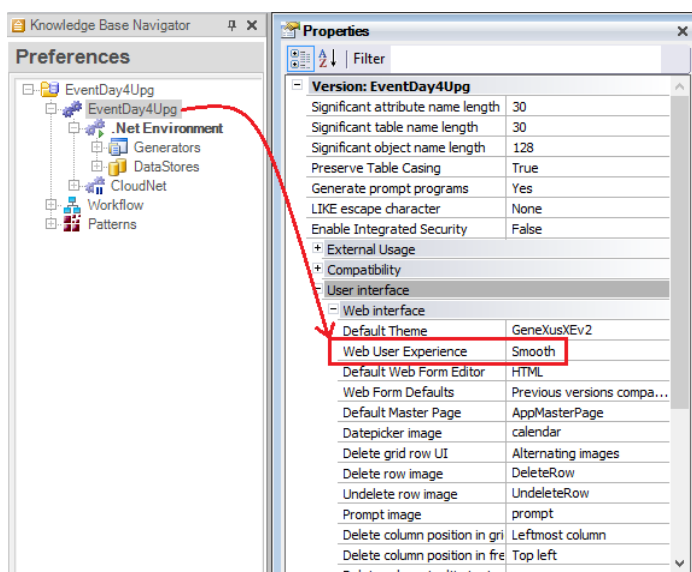 Knowledge Base Navigator
Preferences
EventDay4Upg
EventDay4Upg
.Net Environment
Generators
DataStores
CloudNet
Workflow
Patterns
Properties
Filter
Version: EventDay4Upg
Significant attribute name length 30
Significant table name length 30
Significant object name length 128
Preserve Table Casing True
Generate prompt programs Yes
LIKE escape character None
Enable Integrated Security False
External Usage
Compatibility
User interface
Web interface
Default Theme GeneXusXEv2
Web User Experience Smooth
Default Web Form Editor HTML
Web Form Defaults Previous versions compa...
Default Master Page AppMasterPage
Datepicker image calendar
Delete grid row UI Alternating images
Delete row image DeleteRow
Undelete row image UndeleteRow
Prompt image prompt
Delete column position in gri Leftmost column
Delete column position in fre Top left